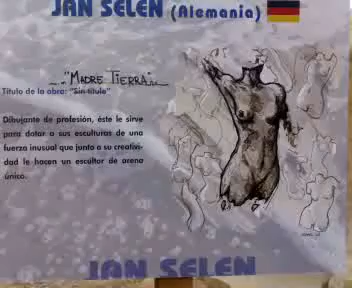 JAN SELEN (Alemania)
"MADRE TIERRA"
Título de la obra: "Sin título"
Dibujante de profesión, éste le sirve
para dotar a sus esculturas de una
fuerza inusual que junto a su creativi-
dad le hacen un escultor de arena
único.
JAN SELEN